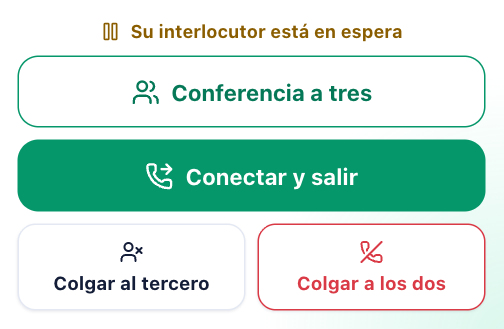 Su interlocutor está en espera
Conferencia a tres
Conectar y salir
Colgar al tercero
Colgar a los dos